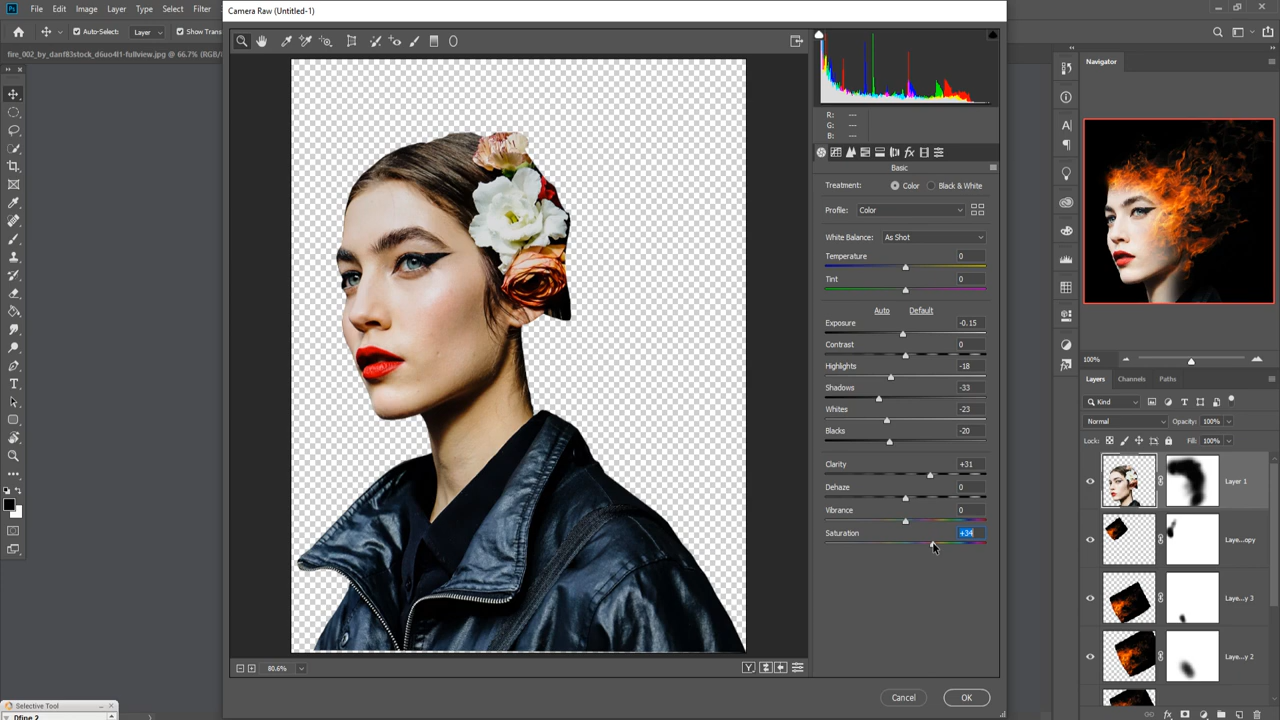 Camera Raw (Untitled-1)
Ps File Edit Image Layer Type Select Filter
Auto-Select: Layer Show Trans
fire_002_by_danf83stock_d6uo4f1-fullview.jpg @ 66.7% (RGB/
R: ---
G: ---
B: ---
Basic
Treatment: Color Black & White
Profile: Color
White Balance: As Shot
Temperature 0
Tint 0
Auto Default
Exposure -0.15
Contrast 0
Highlights -18
Shadows -33
Whites -23
Blacks -20
Clarity +31
Dehaze 0
Vibrance 0
Saturation +34
80.6%
Y
Cancel OK
Navigator
100%
Layers Channels Paths
Kind
Normal Opacity: 100%
Lock: Fill: 100%
Layer 1
Laye...opy
Laye...y 3
Laye...y 2
Selective Tool
Dfine 2